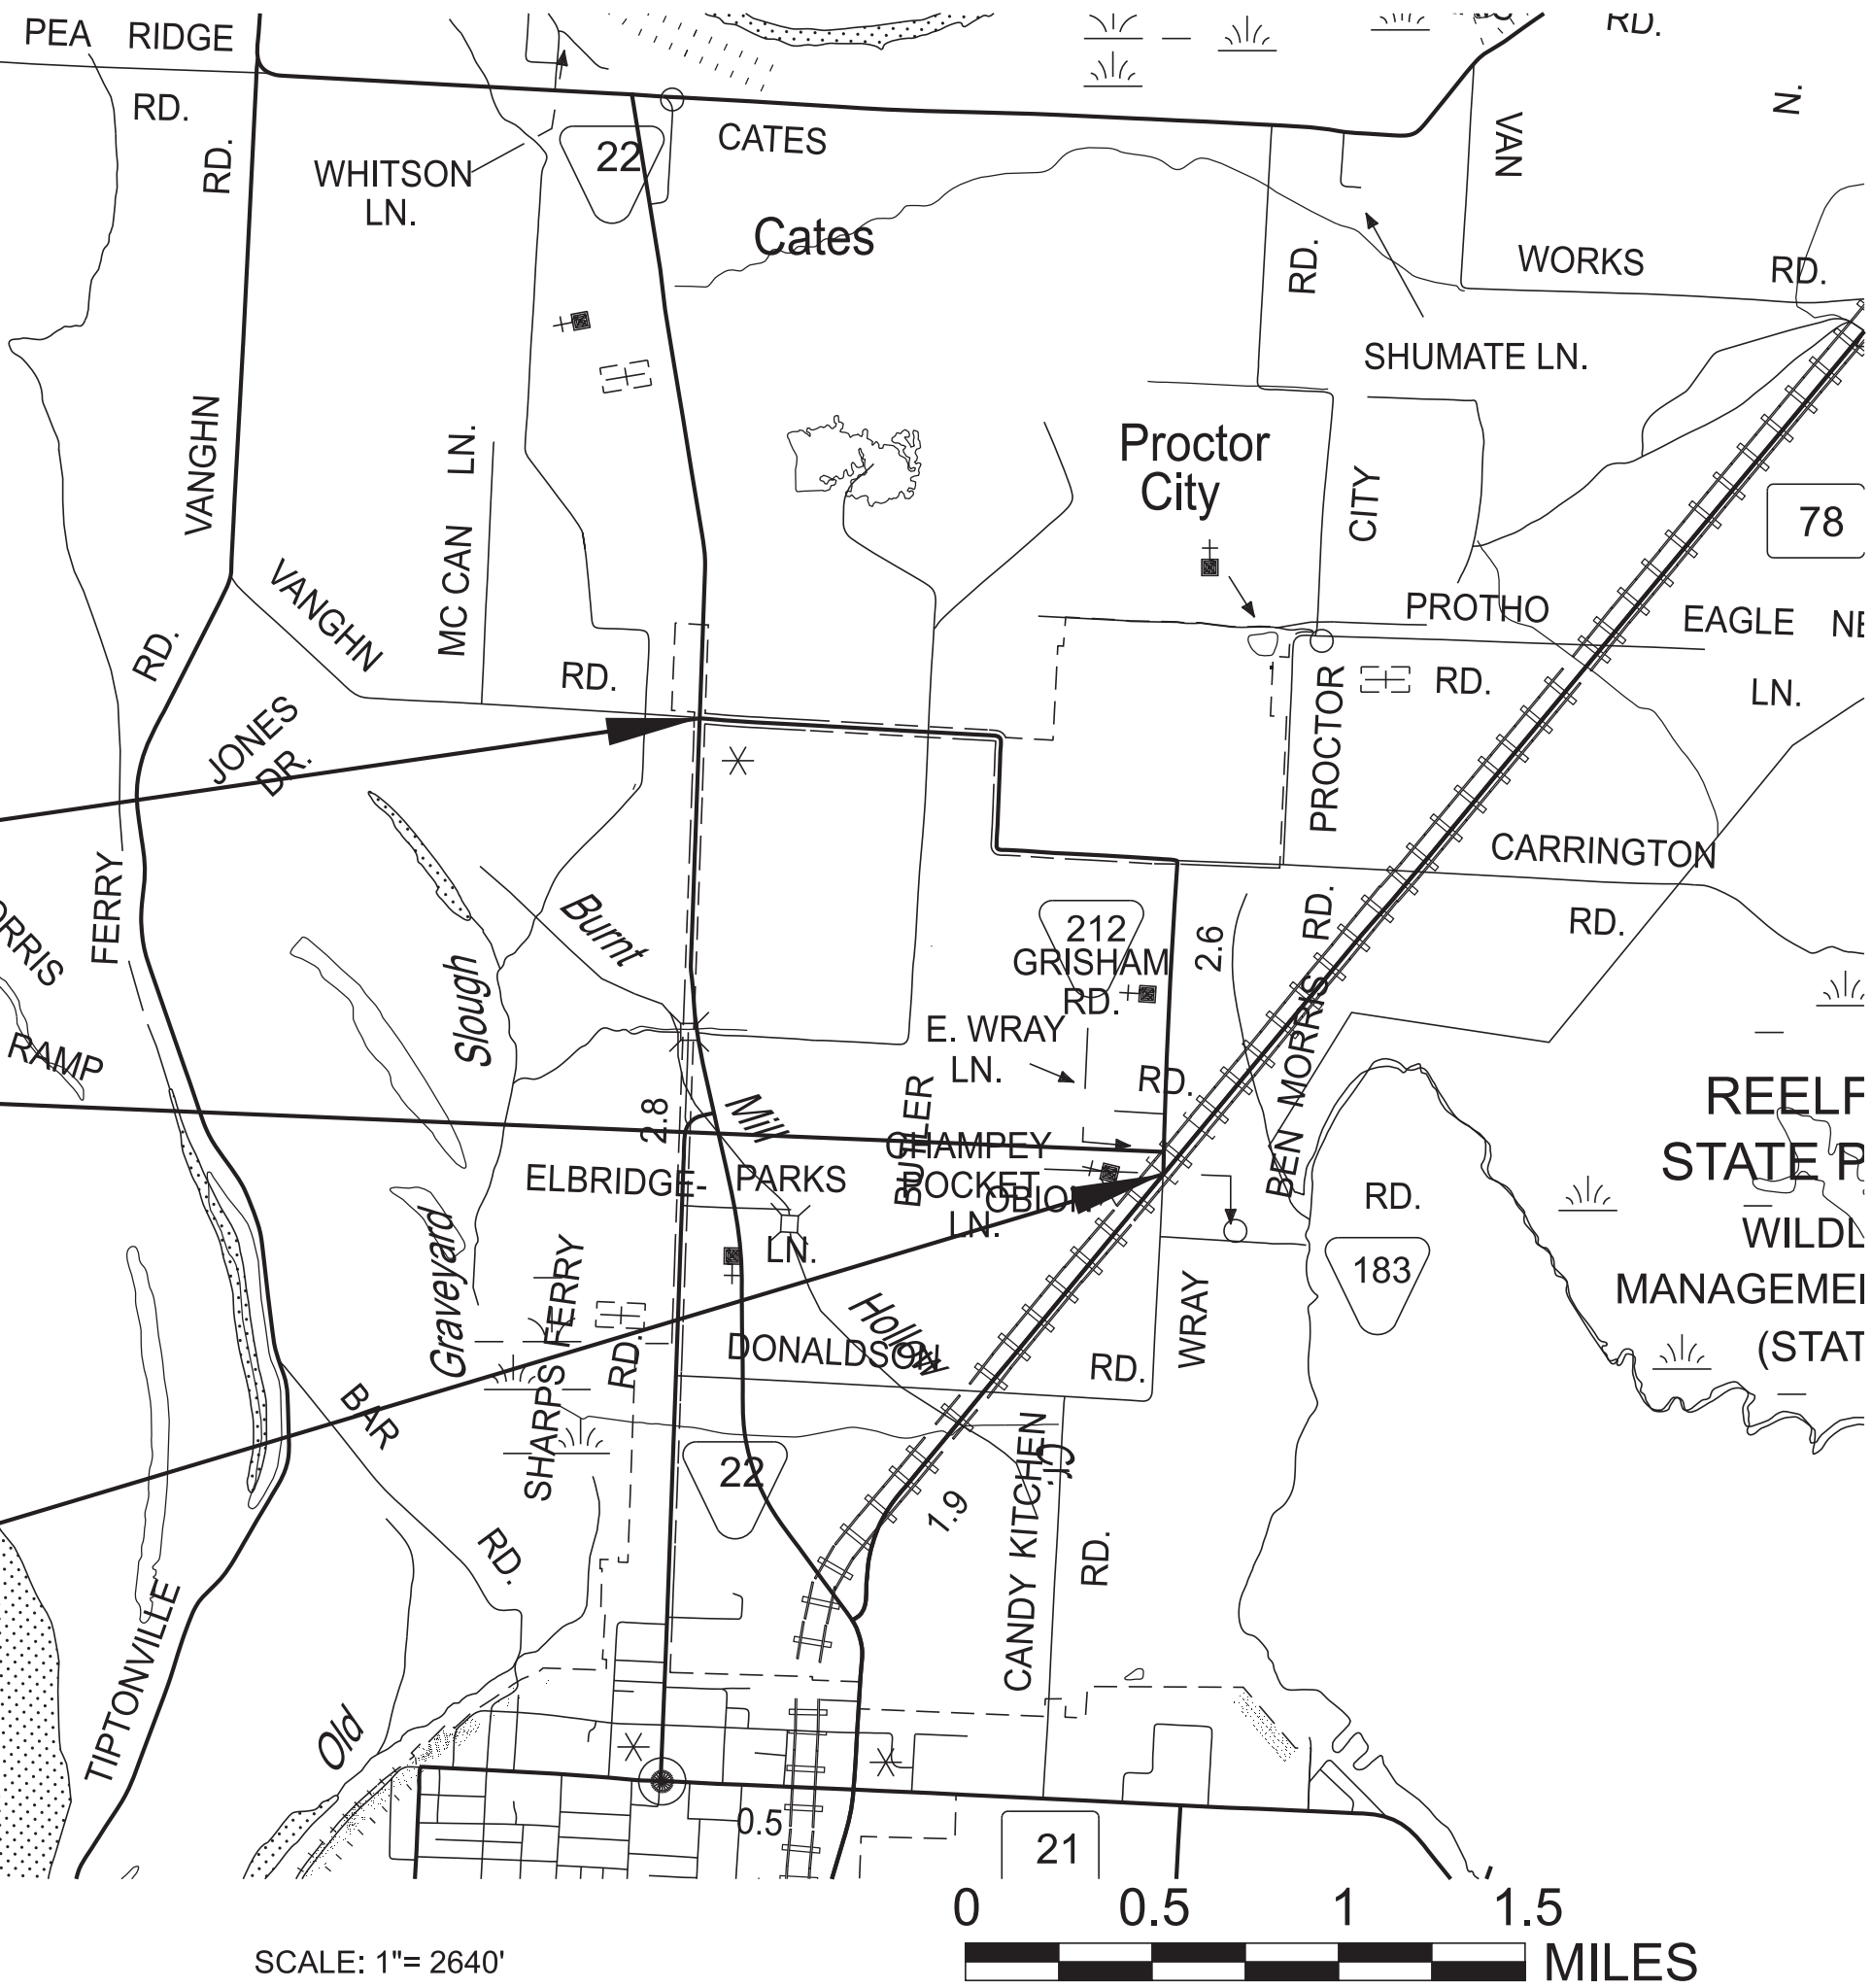 PEA RIDGE
RD.
RD.
WHITSON
LN.
22
CATES
Cates
RD.
VAN
N.
RD.
WORKS
RD.
SHUMATE LN.
VANGHN
VANGHN
RD.
MC CAN LN.
RD.
Proctor
City
CITY
78
PROTHO
RD.
EAGLE
LN.
PROCTOR
RD.
JONES
DR.
CARRINGTON
RD.
FERRY
RAMP
Burnt
Slough
212
GRISHAM
RD.
2.6
E. WRAY
LN.
RD.
BUTLER
BEN MORRIS
2.8
Mill
CHAMPEY
POCKET
LN.
OBION
ELBRIDGE-
PARKS
LN.
RD.
183
STATE
Graveyard
SHARPS FERRY
RD.
Hollow
DONALDSON
RD.
WRAY
BAR
RD.
22
1.9
Cr.
CANDY KITCHEN
RD.
TIPTONVILLE
Old
0.5
21
0 0.5 1 1.5
MILES
SCALE: 1"= 2640'